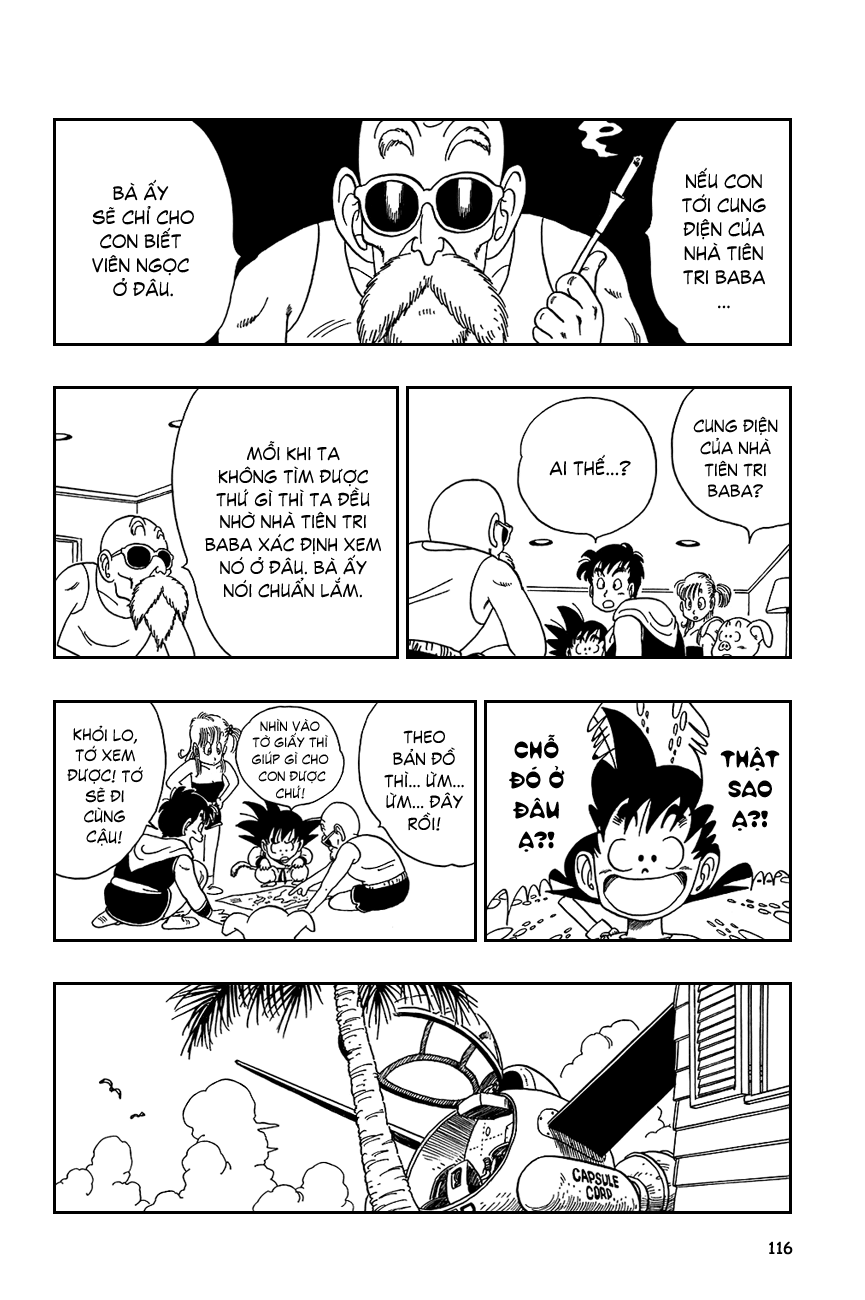 NẾU CON
TỚI CUNG
ĐIỆN CỦA
NHÀ TIÊN
TRI BABA
...
BÀ ẤY
SẼ CHỈ CHO
CON BIẾT
VIÊN NGỌC
Ở ĐÂU.
CUNG ĐIỆN
CỦA NHÀ
TIÊN TRI
BABA?
AI THẾ...?
MỖI KHI TA
KHÔNG TÌM ĐƯỢC
THỨ GÌ THÌ TA ĐỀU
NHỜ NHÀ TIÊN TRI
BABA XÁC ĐỊNH XEM
NÓ Ở ĐÂU. BÀ ẤY
NÓI CHUẨN LẮM.
THẬT
SAO
Ạ?!
CHỖ
ĐÓ Ở
ĐÂU
Ạ?!
THEO
BẢN ĐỒ
THÌ... ỪM...
ỪM... ĐÂY
RỒI!
NHÌN VÀO
TỜ GIẤY THÌ
GIÚP GÌ CHO
CON ĐƯỢC
CHỨ!
KHỎI LO,
TỚ XEM
ĐƯỢC! TỚ
SẼ ĐI
CÙNG
CẬU!
CAPSULE
CORP.
116